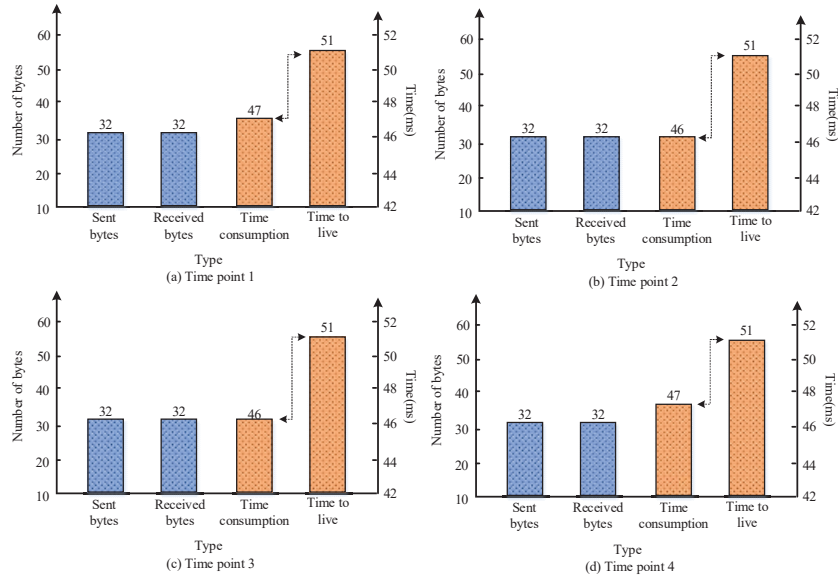 Number of bytes
60
50
40
30
20
10
32
32
47
51
52
50
48
46
44
42
Time(ms)
Sent bytes
Received bytes
Time consumption
Time to live
Type
(a) Time point 1
Number of bytes
60
50
40
30
20
10
32
32
46
51
52
50
48
46
44
42
Time(ms)
Sent bytes
Received bytes
Time consumption
Time to live
Type
(b) Time point 2
Number of bytes
60
50
40
30
20
10
32
32
46
51
52
50
48
46
44
42
Time(ms)
Sent bytes
Received bytes
Time consumption
Time to live
Type
(c) Time point 3
Number of bytes
60
50
40
30
20
10
32
32
47
51
52
50
48
46
44
42
Time(ms)
Sent bytes
Received bytes
Time consumption
Time to live
Type
(d) Time point 4